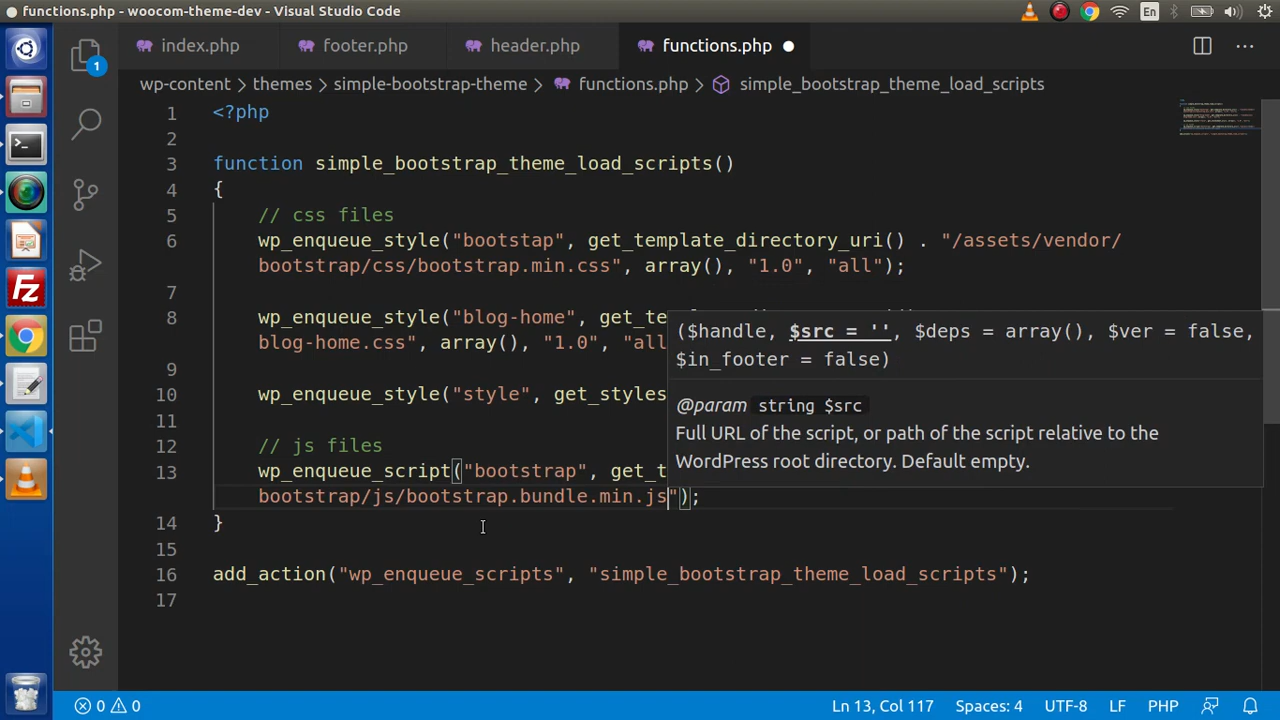 functions.php - woocom-theme-dev - Visual Studio Code
En
index.php
footer.php
header.php
functions.php
wp-content > themes > simple-bootstrap-theme > functions.php > simple_bootstrap_theme_load_scripts
1 <?php
2
3 function simple_bootstrap_theme_load_scripts()
4 {
5 // css files
6 wp_enqueue_style("bootstap", get_template_directory_uri() . "/assets/vendor/
bootstrap/css/bootstrap.min.css", array(), "1.0", "all");
7
8 wp_enqueue_style("blog-home",
blog-home.css", array(), "1.0", "all
9
10 wp_enqueue_style("style", get_styles
11
12 // js files
13 wp_enqueue_script("bootstrap", get_t
bootstrap/js/bootstrap.bundle.min.js");
14 }
15
16 add_action("wp_enqueue_scripts", "simple_bootstrap_theme_load_scripts");
17
($handle, $src = '', $deps = array(), $ver = false,
$in_footer = false)
@param string $src
Full URL of the script, or path of the script relative to the
WordPress root directory. Default empty.
1
Fz
0 0
Ln 13, Col 117
Spaces: 4
UTF-8
LF
PHP